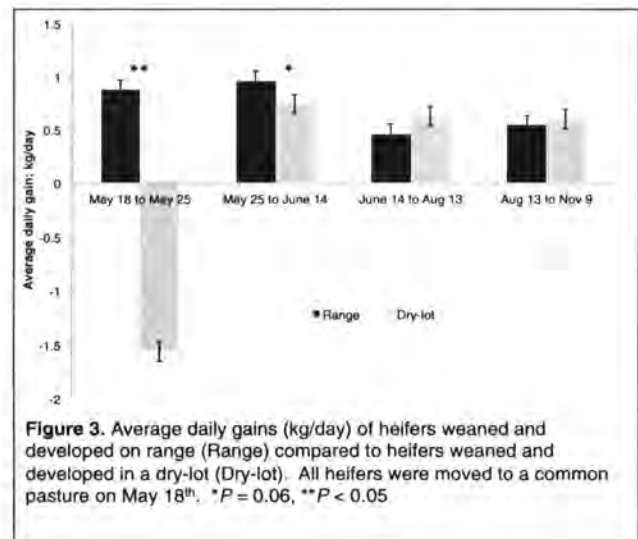 1.5
**
*
1
0.5
0
May 18 to May 25 May 25 to June 14 June 14 to Aug 13 Aug 13 to Nov 9
-0.5
-1
-1.5
-2
Average daily gain; kg/day
Range Dry-lot
Figure 3. Average daily gains (kg/day) of heifers weaned and
developed on range (Range) compared to heifers weaned and
developed in a dry-lot (Dry-lot). All heifers were moved to a common
pasture on May 18th. *P = 0.06, **P < 0.05